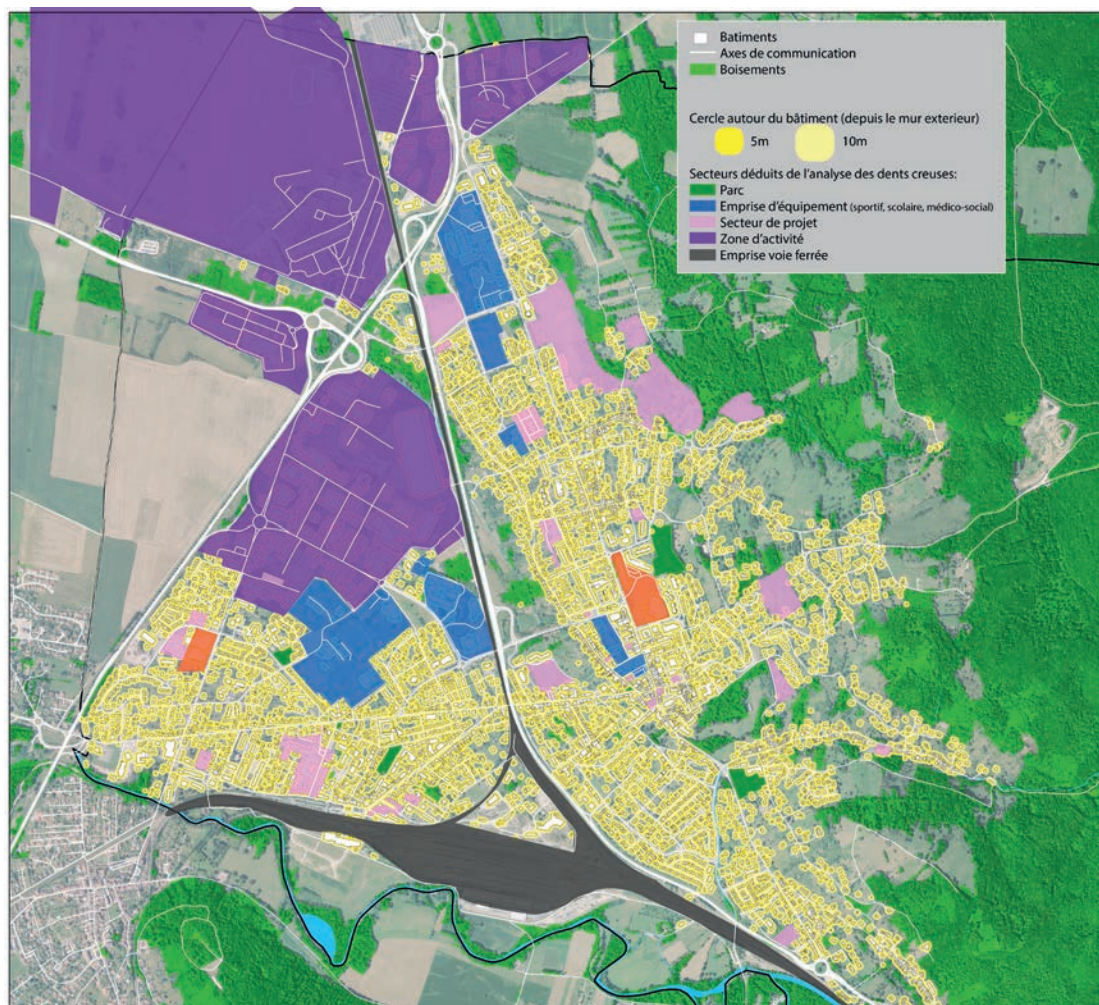 Batiments
Axes de communication
Boisements
Cercle autour du bâtiment (depuis le mur exterieur)
5m 10m
Secteurs déduits de l'analyse des dents creuses:
Parc
Emprise d'équipement (sportif, scolaire, médico-social)
Secteur de projet
Zone d'activité
Emprise voie ferrée